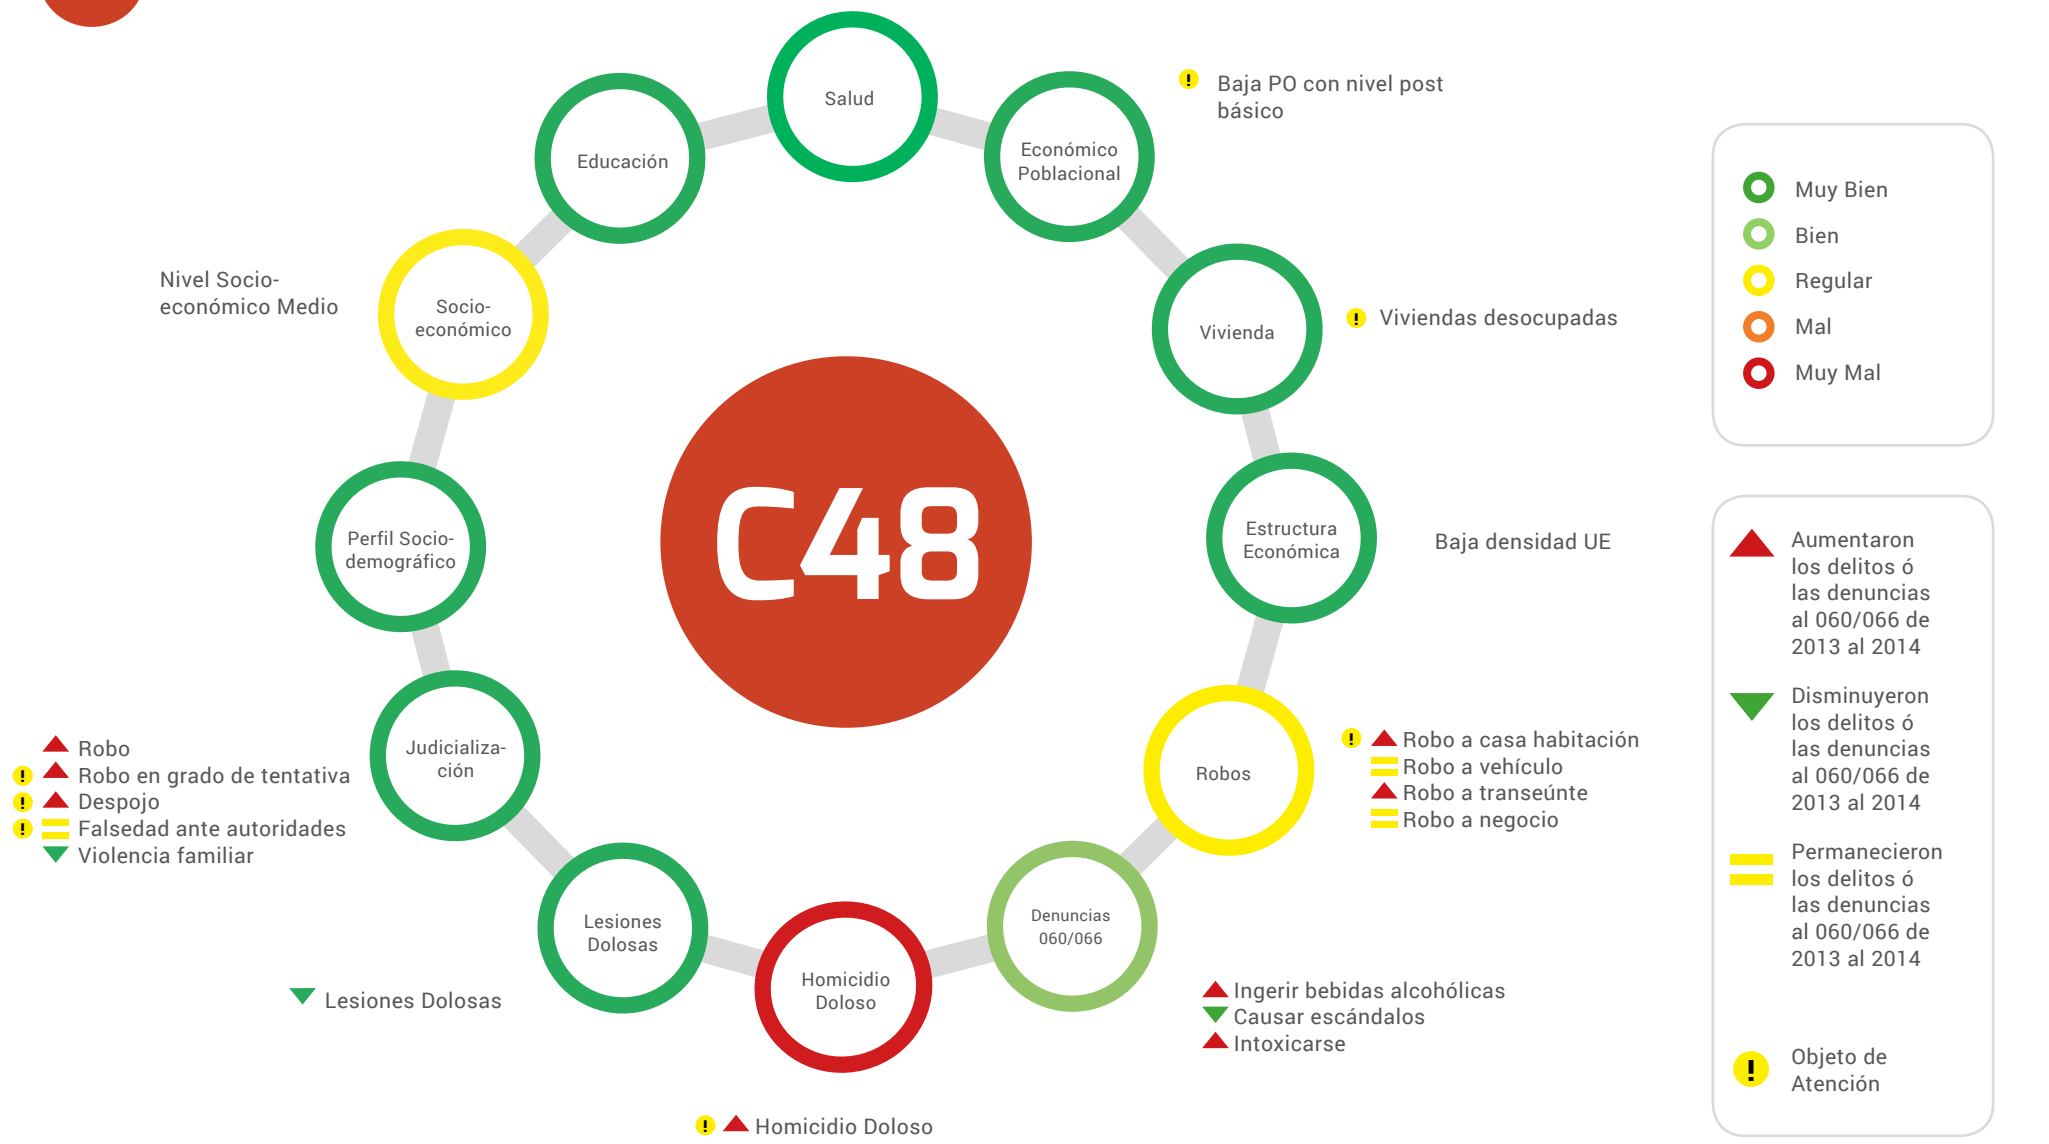 Salud
Educación
Económico
Poblacional
Baja PO con nivel post
básico
Nivel Socio-
económico Medio
Socio-
económico
Vivienda
Viviendas desocupadas
Perfil Socio-
demográfico
C48
Estructura
Económica
Baja densidad UE
Robo
! Robo en grado de tentativa
! Despojo
! Falsedad ante autoridades
Violencia familiar
Judicializa-
ción
Robos
! Robo a casa habitación
Robo a vehículo
Robo a transeúnte
Robo a negocio
Lesiones
Dolosas
Lesiones Dolosas
Homicidio
Doloso
! Homicidio Doloso
Denuncias
060/066
Ingerir bebidas alcohólicas
Causar escándalos
Intoxicarse
Muy Bien
Bien
Regular
Mal
Muy Mal
Aumentaron
los delitos ó
las denuncias
al 060/066 de
2013 al 2014
Disminuyeron
los delitos ó
las denuncias
al 060/066 de
2013 al 2014
Permanecieron
los delitos ó
las denuncias
al 060/066 de
2013 al 2014
! Objeto de
Atención